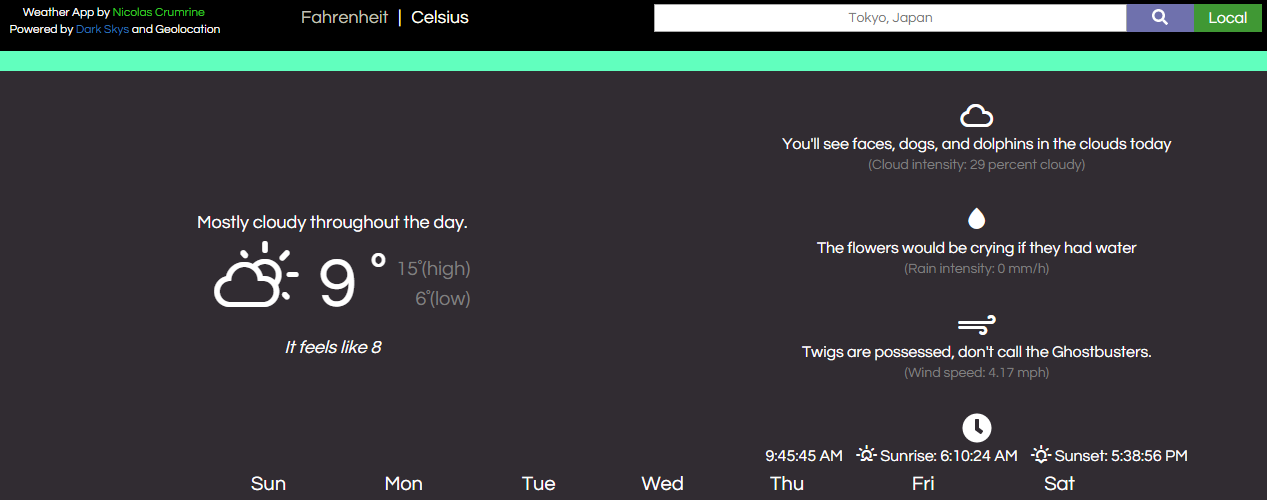 Weather App by Nicolas Crumrine
Powered by Dark Skys and Geolocation
Fahrenheit | Celsius
Tokyo, Japan
Local
Mostly cloudy throughout the day.
9°
15°(high)
6°(low)
It feels like 8
You'll see faces, dogs, and dolphins in the clouds today
(Cloud intensity: 29 percent cloudy)
The flowers would be crying if they had water
(Rain intensity: 0 mm/h)
Twigs are possessed, don't call the Ghostbusters.
(Wind speed: 4.17 mph)
9:45:45 AM Sunrise: 6:10:24 AM Sunset: 5:38:56 PM
Sun Mon Tue Wed Thu Fri Sat